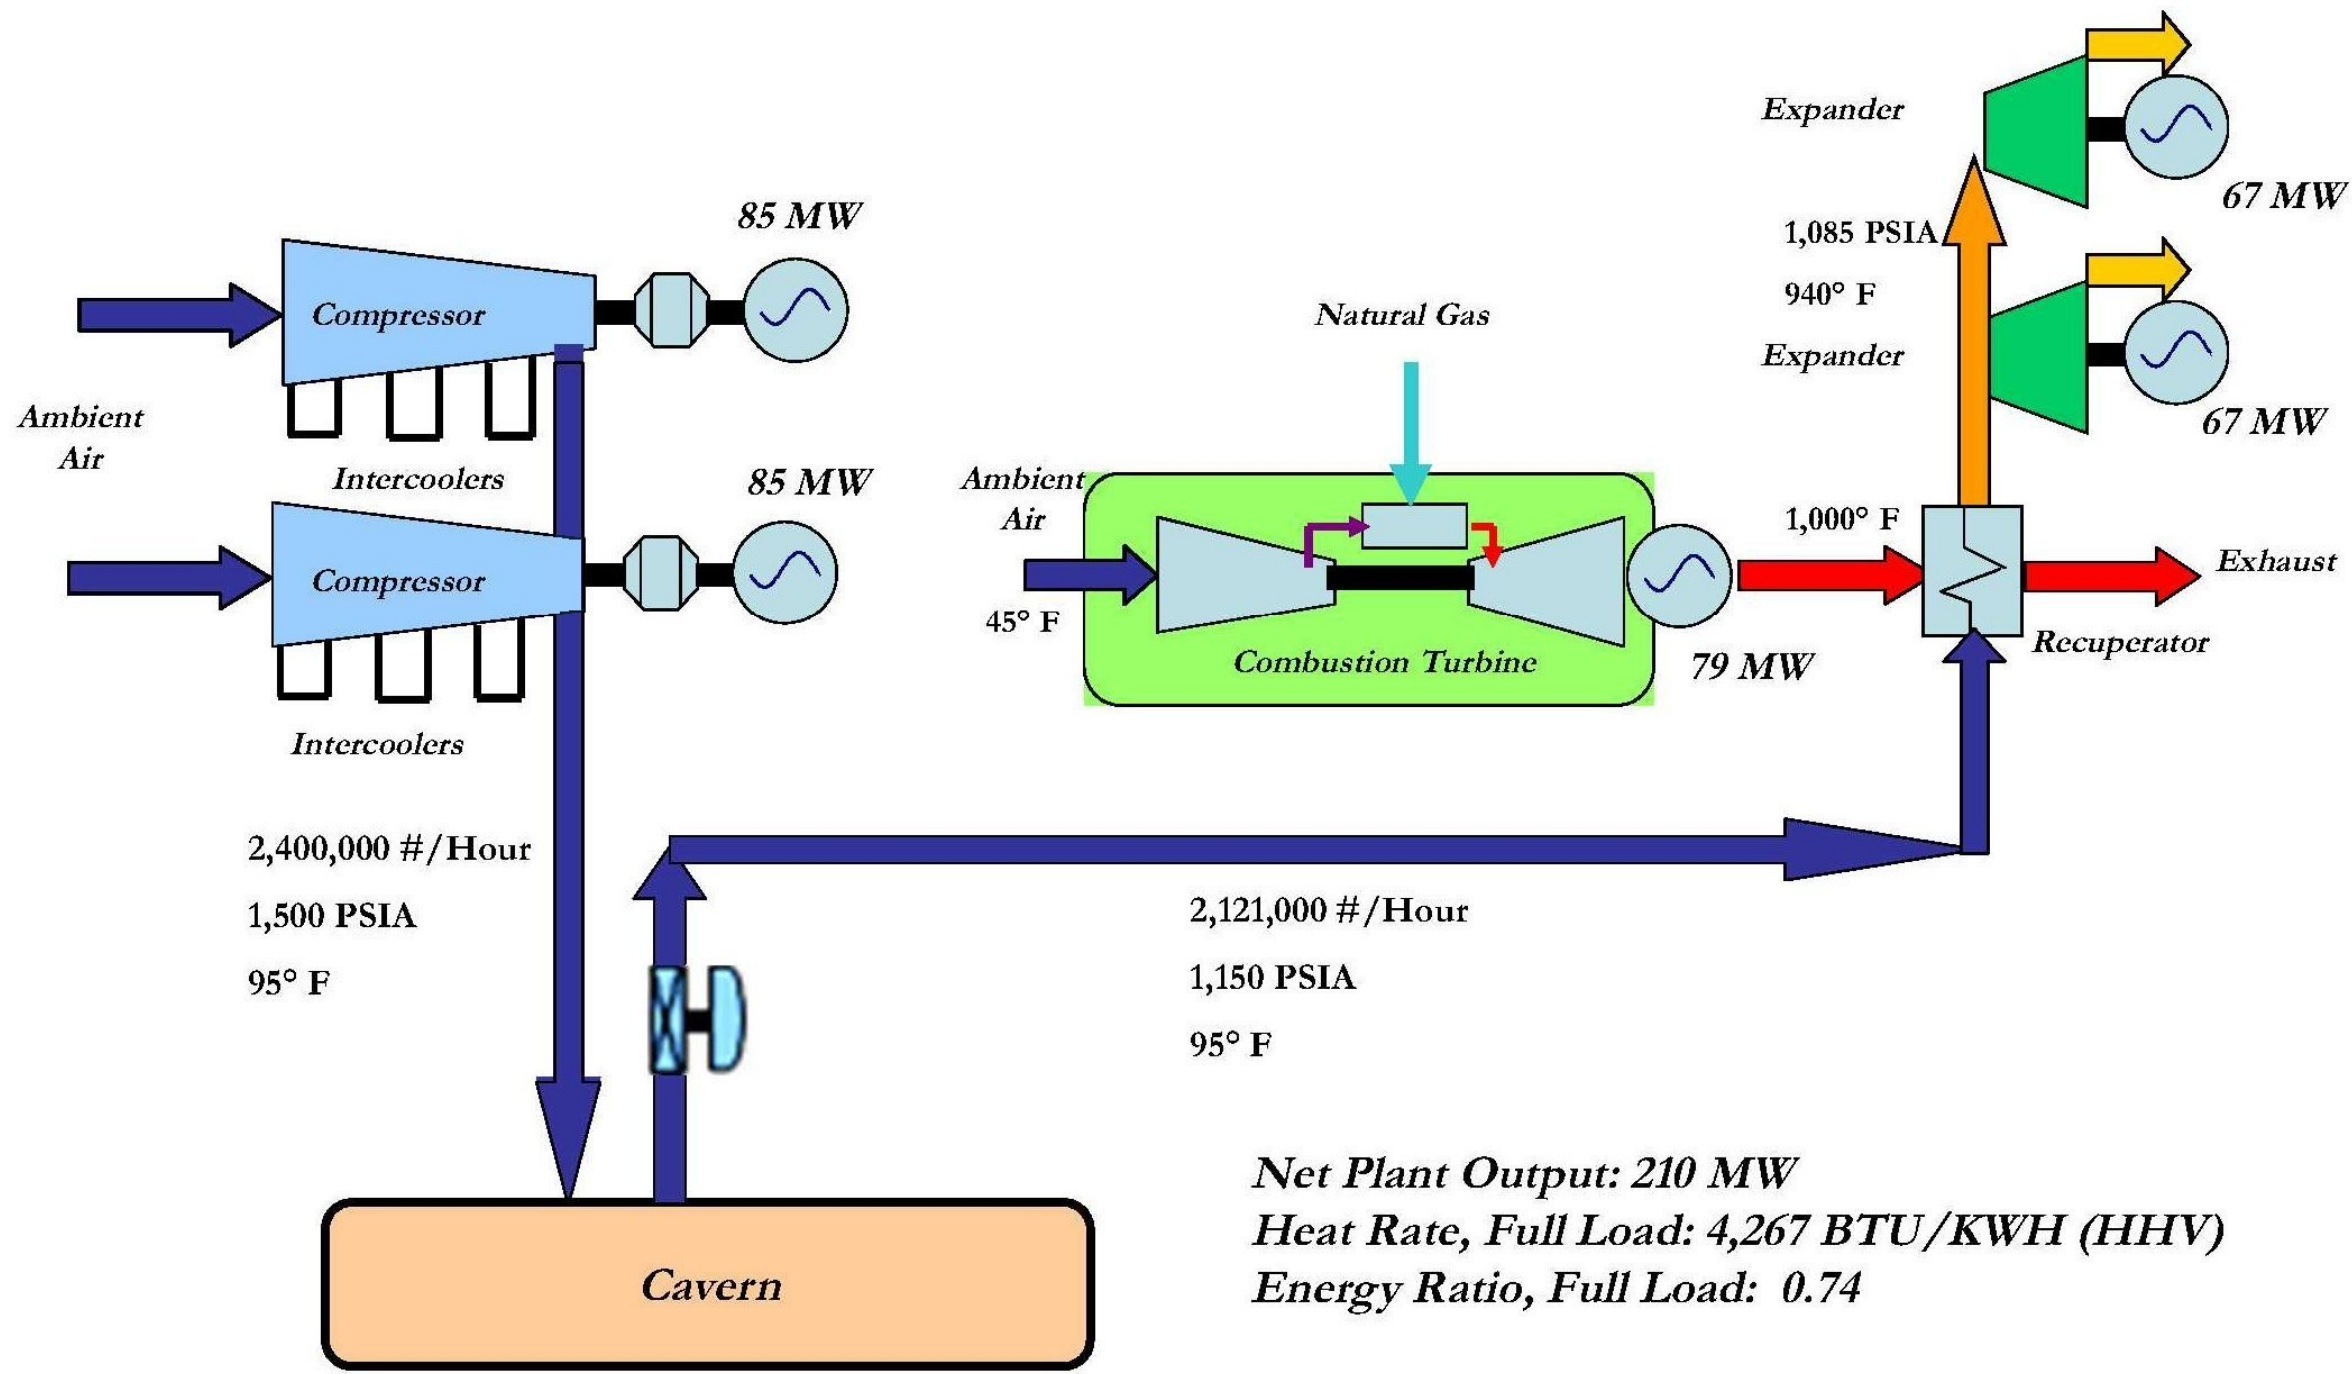 Expander
67 MW
85 MW
1,085 PSIA
940° F
Natural Gas
Compressor
Expander
Ambient
Air
67 MW
Intercoolers
85 MW
Ambient
Air
1,000° F
Exhaust
Compressor
45° F
Recuperator
Combustion Turbine
79 MW
Intercoolers
2,400,000 #/Hour
1,500 PSIA
95° F
2,121,000 #/Hour
1,150 PSIA
95° F
Net Plant Output: 210 MW
Heat Rate, Full Load: 4,267 BTU/KWH (HHV)
Energy Ratio, Full Load: 0.74
Cavern